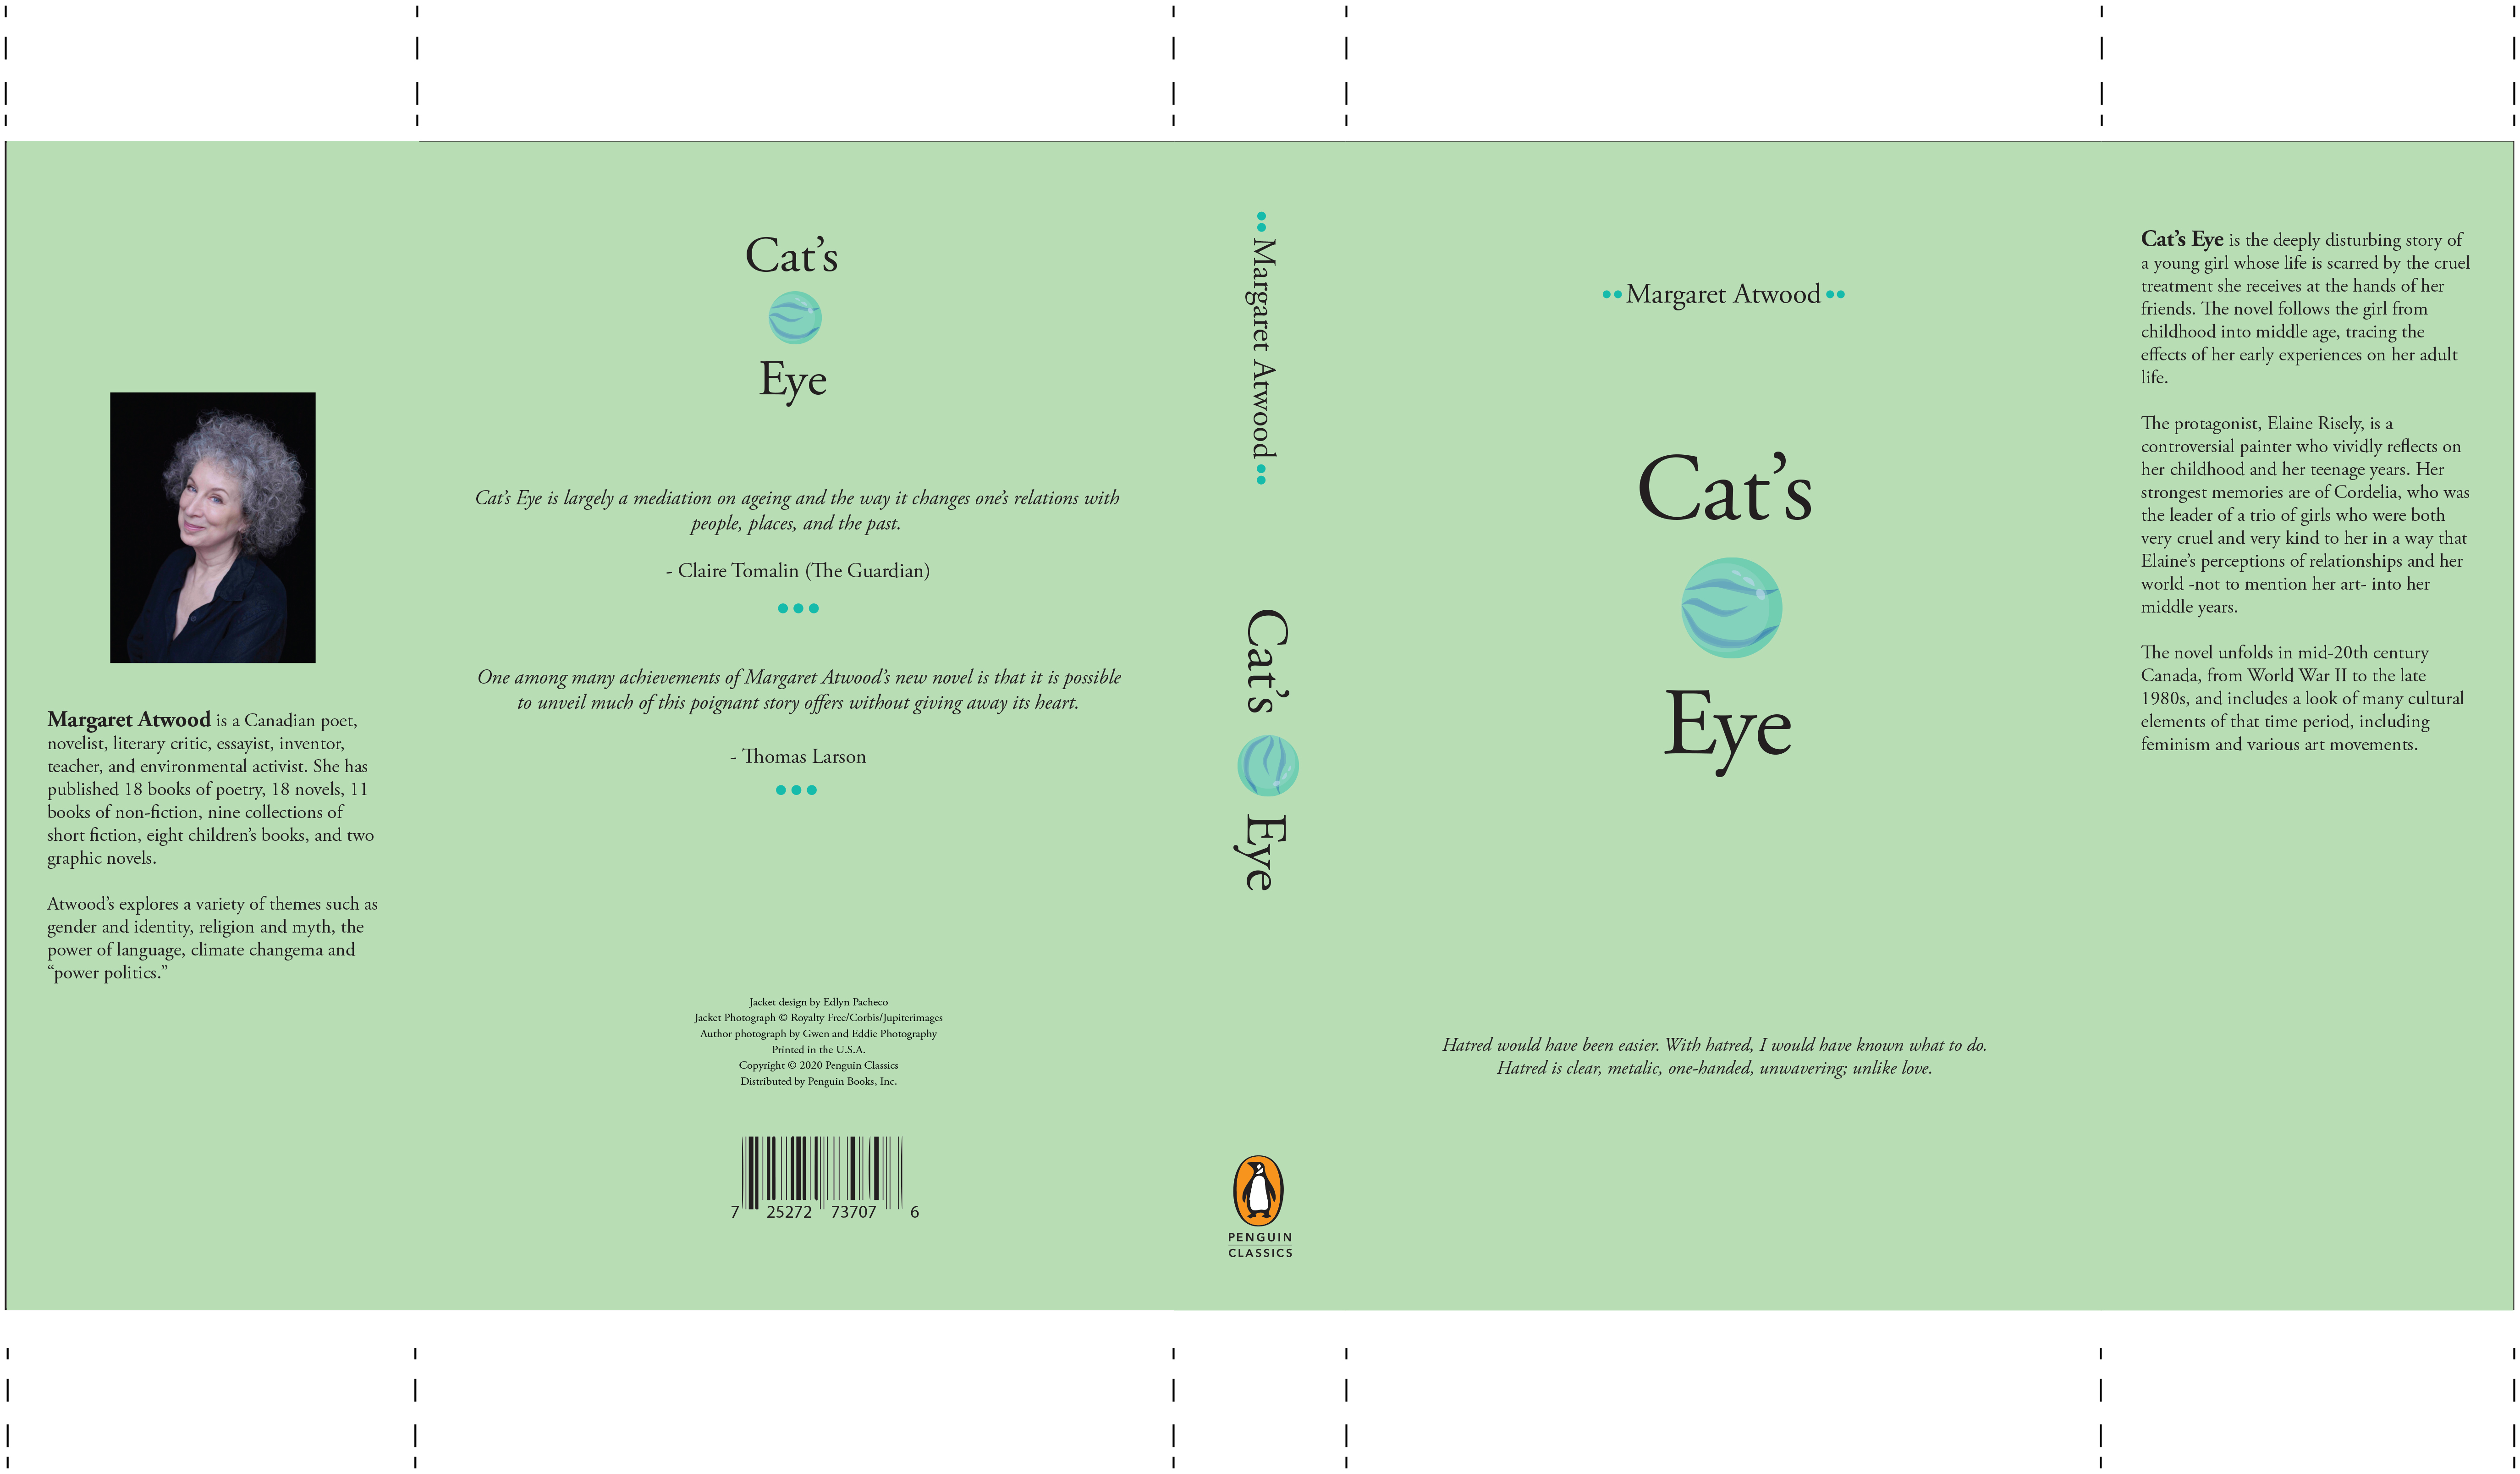 Margaret Atwood is a Canadian poet,
novelist, literary critic, essayist, inventor,
teacher, and environmental activist. She has
published 18 books of poetry, 18 novels, 11
books of non-fiction, nine collections of
short fiction, eight children’s books, and two
graphic novels.
Atwood’s explores a variety of themes such as
gender and identity, religion and myth, the
power of language, climate changema and
“power politics.”
Cat’s
Eye
Cat’s Eye is largely a mediation on ageing and the way it changes one’s relations with
people, places, and the past.
- Claire Tomalin (The Guardian)
One among many achievements of Margaret Atwood’s new novel is that it is possible
to unveil much of this poignant story offers without giving away its heart.
- Thomas Larson
Jacket design by Edlyn Pacheco
Jacket Photograph © Royalty Free/Corbis/Jupiterimages
Author photograph by Gwen and Eddie Photography
Printed in the U.S.A.
Copyright © 2020 Penguin Classics
Distributed by Penguin Books, Inc.
7 25272 73707 6
Margaret Atwood
Cat’s Eye
PENGUIN
CLASSICS
Margaret Atwood
Cat’s
Eye
Hatred would have been easier. With hatred, I would have known what to do.
Hatred is clear, metalic, one-handed, unwavering; unlike love.
Cat’s Eye is the deeply disturbing story of
a young girl whose life is scarred by the cruel
treatment she receives at the hands of her
friends. The novel follows the girl from
childhood into middle age, tracing the
effects of her early experiences on her adult
life.
The protagonist, Elaine Risely, is a
controversial painter who vividly reflects on
her childhood and her teenage years. Her
strongest memories are of Cordelia, who was
the leader of a trio of girls who were both
very cruel and very kind to her in a way that
Elaine’s perceptions of relationships and her
world -not to mention her art- into her
middle years.
The novel unfolds in mid-20th century
Canada, from World War II to the late
1980s, and includes a look of many cultural
elements of that time period, including
feminism and various art movements.